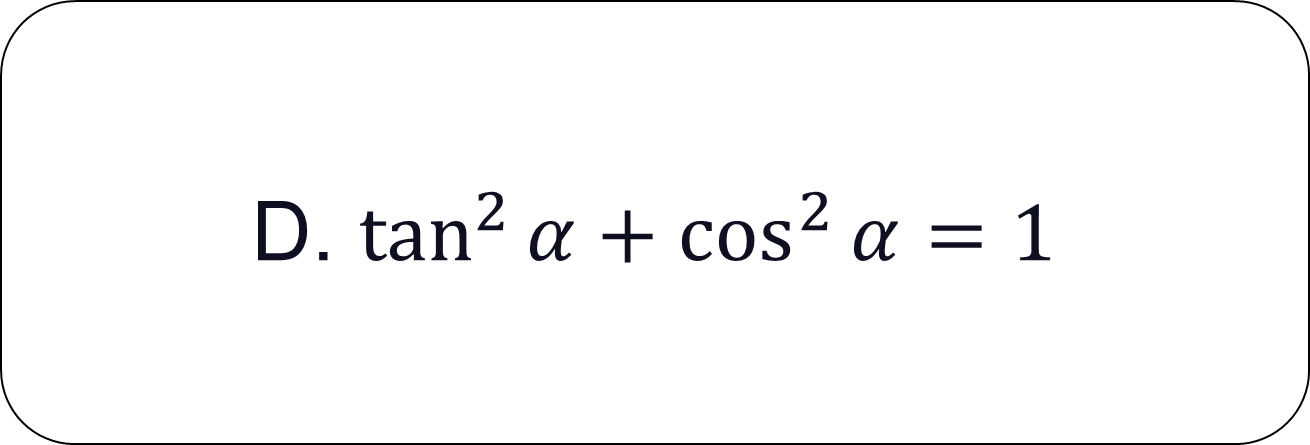 D. tan² α + cos² α = 1